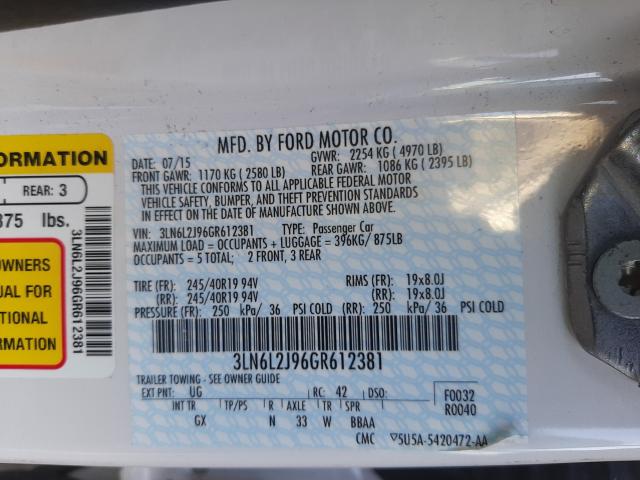 FORMATION
REAR: 3
375 lbs.
OWNERS
UAL FOR
TIONAL
FORMATION
3LN6L2J96GR612381
MFD. BY FORD MOTOR CO.
DATE: 07/15 GVWR: 2254 KG ( 4970 LB)
FRONT GAWR: 1170 KG ( 2580 LB) REAR GAWR: 1086 KG ( 2395 LB)
THIS VEHICLE CONFORMS TO ALL APPLICABLE FEDERAL MOTOR
VEHICLE SAFETY, BUMPER, AND THEFT PREVENTION STANDARDS
IN EFFECT ON THE DATE OF MANUFACTURE SHOWN ABOVE.
VIN: 3LN6L2J96GR612381 TYPE: Passenger Car
MAXIMUM LOAD = OCCUPANTS + LUGGAGE = 396KG/ 875LB
OCCUPANTS = 5 TOTAL; 2 FRONT, 3 REAR
TIRE (FR): 245/40R19 94V RIMS (FR): 19x8.0J
(RR): 245/40R19 94V (RR): 19x8.0J
PRESSURE (FR): 250 kPa/ 36 PSI COLD (RR): 250 kPa/ 36 PSI COLD
3LN6L2J96GR612381
TRAILER TOWING - SEE OWNER GUIDE
EXT PNT: UG RC: 42 DSO: F0032
R0040
INT TR TP/PS R AXLE TR SPR
GX N 33 W BBAA
CMC ▼5U5A-5420472-AA